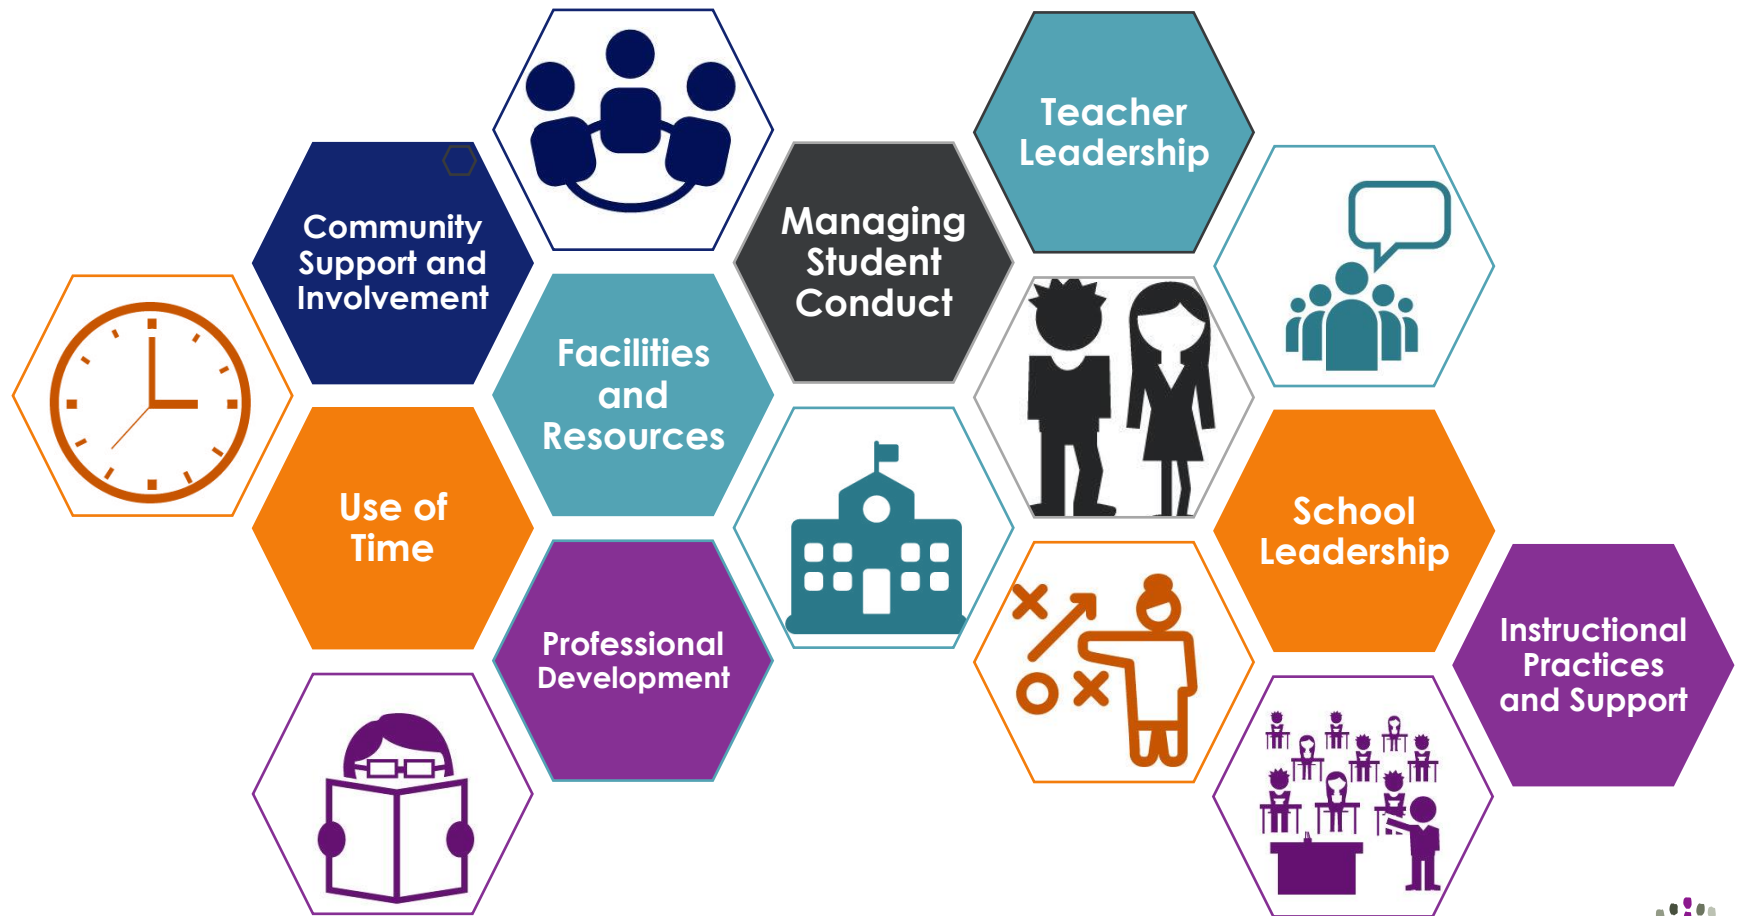 Teacher
Leadership
Managing
Student
Conduct
Community
Support and
Involvement
Facilities
and
Resources
Use of
Time
School
Leadership
Professional
Development
Instructional
Practices
and Support